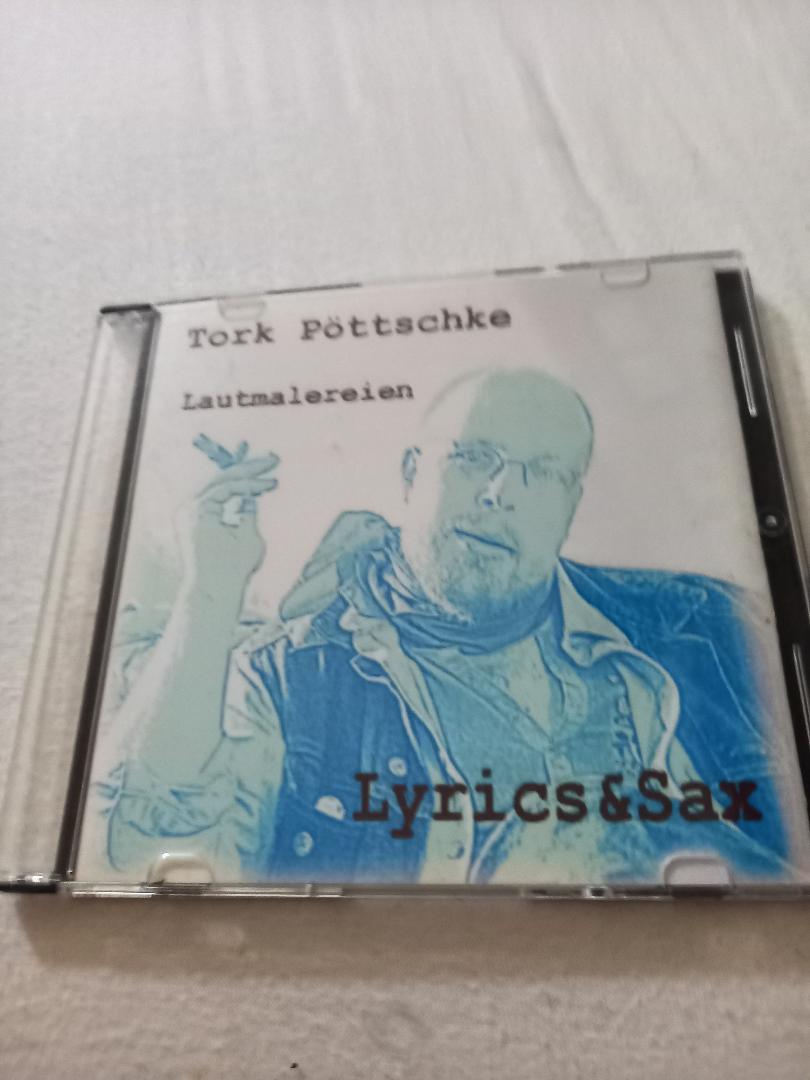 Tork Pöttschke
Lautmalereien
Lyrics&Sax